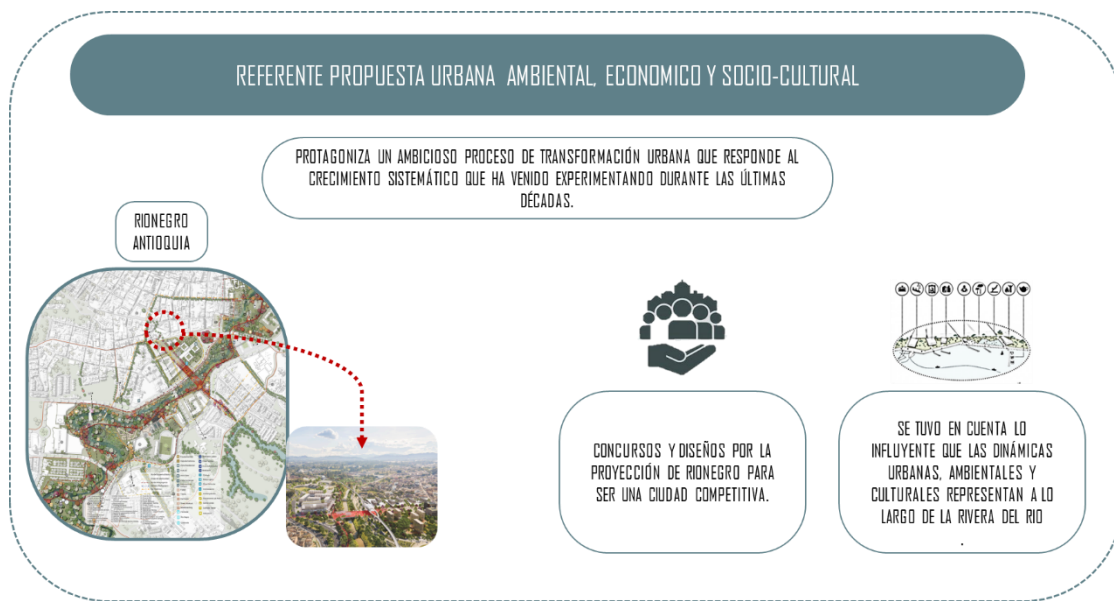 REFERENTE PROPUESTA URBANA AMBIENTAL, ECONOMICO Y SOCIO-CULTURAL
PROTAGONIZA UN AMBICIOSO PROCESO DE TRANSFORMACIÓN URBANA QUE RESPONDE AL
CRECIMIENTO SISTEMÁTICO QUE HA VENIDO EXPERIMENTANDO DURANTE LAS ÚLTIMAS
DÉCADAS.
RIONEGRO
ANTIOQUIA
CONCURSOS Y DISEÑOS POR LA
PROYECCIÓN DE RIONEGRO PARA
SER UNA CIUDAD COMPETITIVA.
SE TUVO EN CUENTA LO
INFLUYENTE QUE LAS DINÁMICAS
URBANAS, AMBIENTALES Y
CULTURALES REPRESENTAN A LO
LARGO DE LA RIVERA DEL RIO
.